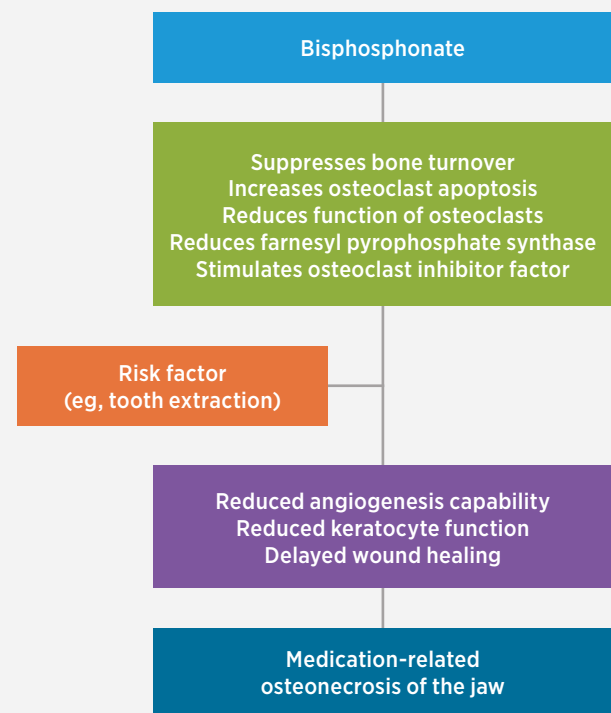 Bisphosphonate
Suppresses bone turnover
Increases osteoclast apoptosis
Reduces function of osteoclasts
Reduces farnesyl pyrophosphate synthase
Stimulates osteoclast inhibitor factor
Risk factor
(eg, tooth extraction)
Reduced angiogenesis capability
Reduced keratocyte function
Delayed wound healing
Medication-related
osteonecrosis of the jaw